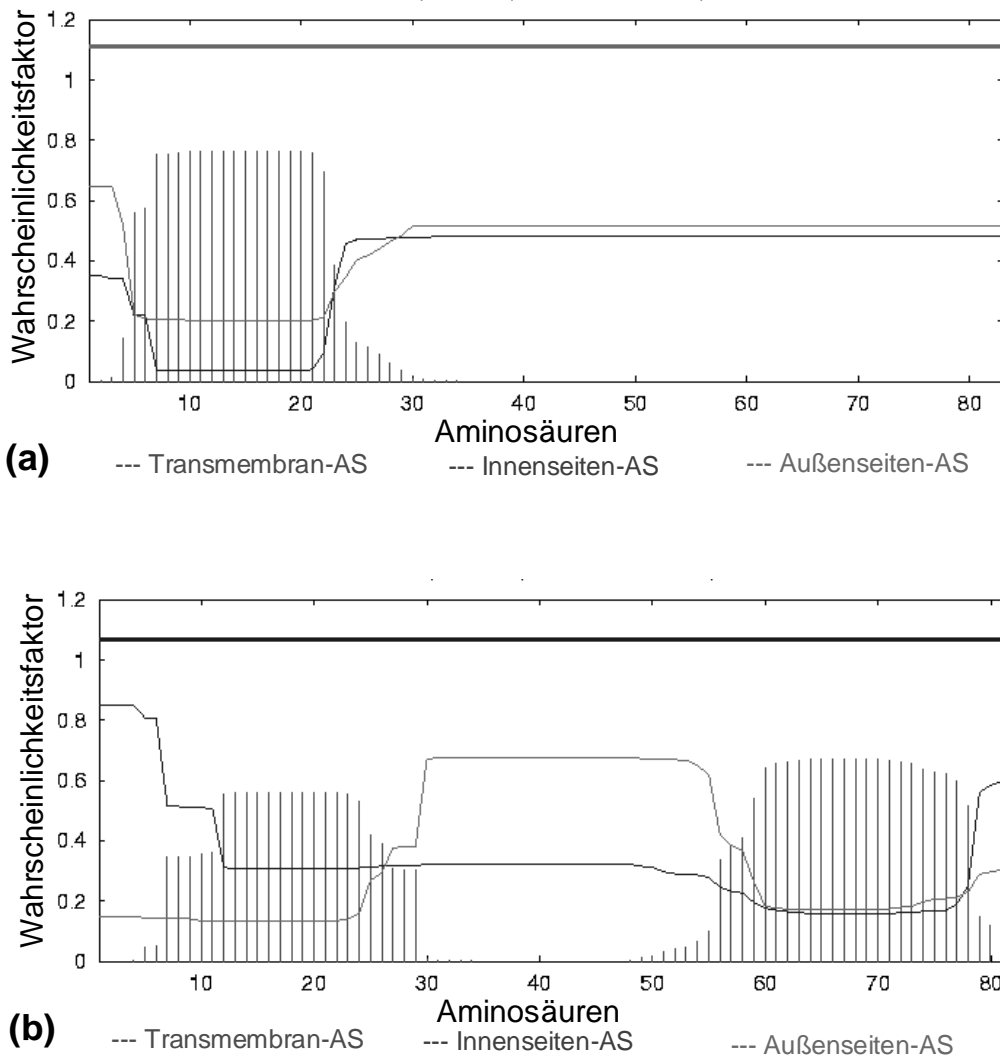 1.2
1
0.8
0.6
0.4
0.2
0
Wahrscheinlichkeitsfaktor
10 20 30 40 50 60 70 80
Aminosäuren
(a)
--- Transmembran-AS --- Innenseiten-AS --- Außenseiten-AS
1.2
1
0.8
0.6
0.4
0.2
0
Wahrscheinlichkeitsfaktor
10 20 30 40 50 60 70 80
Aminosäuren
(b)
--- Transmembran-AS --- Innenseiten-AS --- Außenseiten-AS